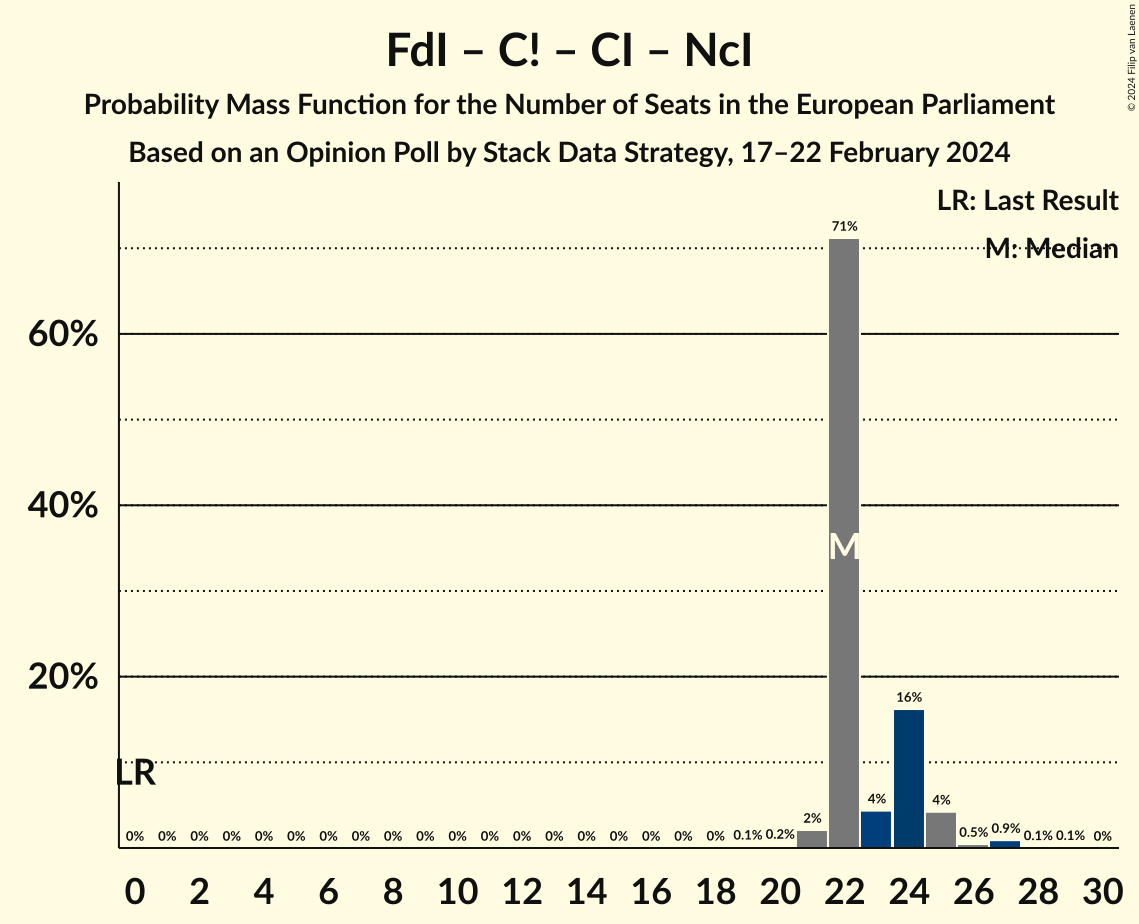 FdI – C! – CI – NcI
Probability Mass Function for the Number of Seats in the European Parliament
Based on an Opinion Poll by Stack Data Strategy, 17–22 February 2024
© 2024 Filip van Laenen
LR: Last Result
M: Median
71%
60%
40%
M
20%
16%
LR
4%
4%
2%
0% 0% 0% 0% 0% 0% 0% 0% 0% 0% 0% 0% 0% 0% 0% 0% 0% 0% 0% 0.1% 0.2% 0.5% 0.9% 0.1% 0.1% 0%
0 2 4 6 8 10 12 14 16 18 20 22 24 26 28 30